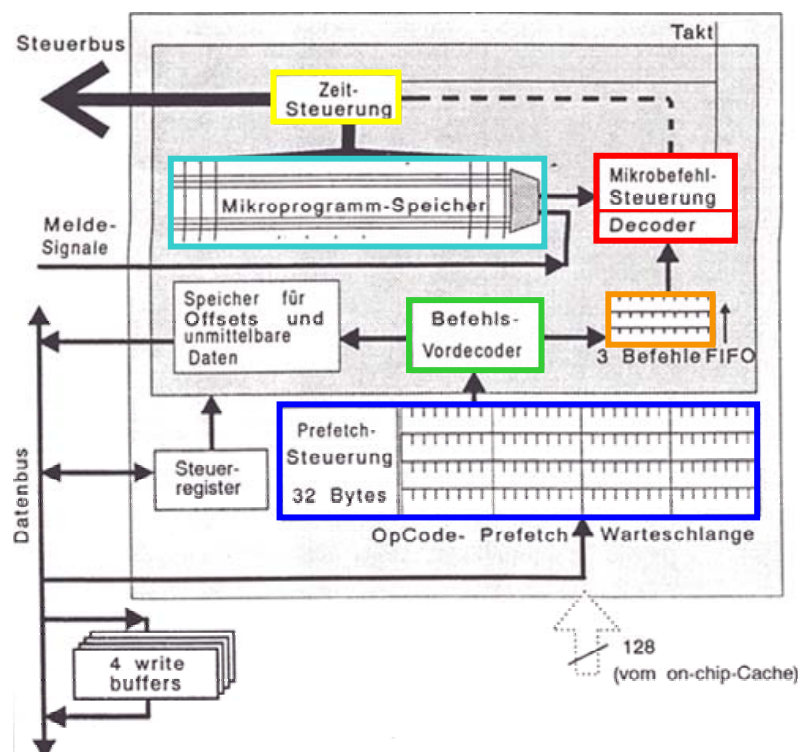 Takt
Steuerbus
Zeit-
Steuerung
Mikrobefehl-
Steuerung
Decoder
Mikroprogramm-Speicher
Melde-
Signale
Speicher für
Offsets und
unmittelbare
Daten
Befehls-
Vordecoder
3 Befehle FIFO
Prefetch-
Steuerung
32 Bytes
Steuer-
register
Datenbus
OpCode- Prefetch Warteschlange
4 write
buffers
128
(vom on-chip-Cache)